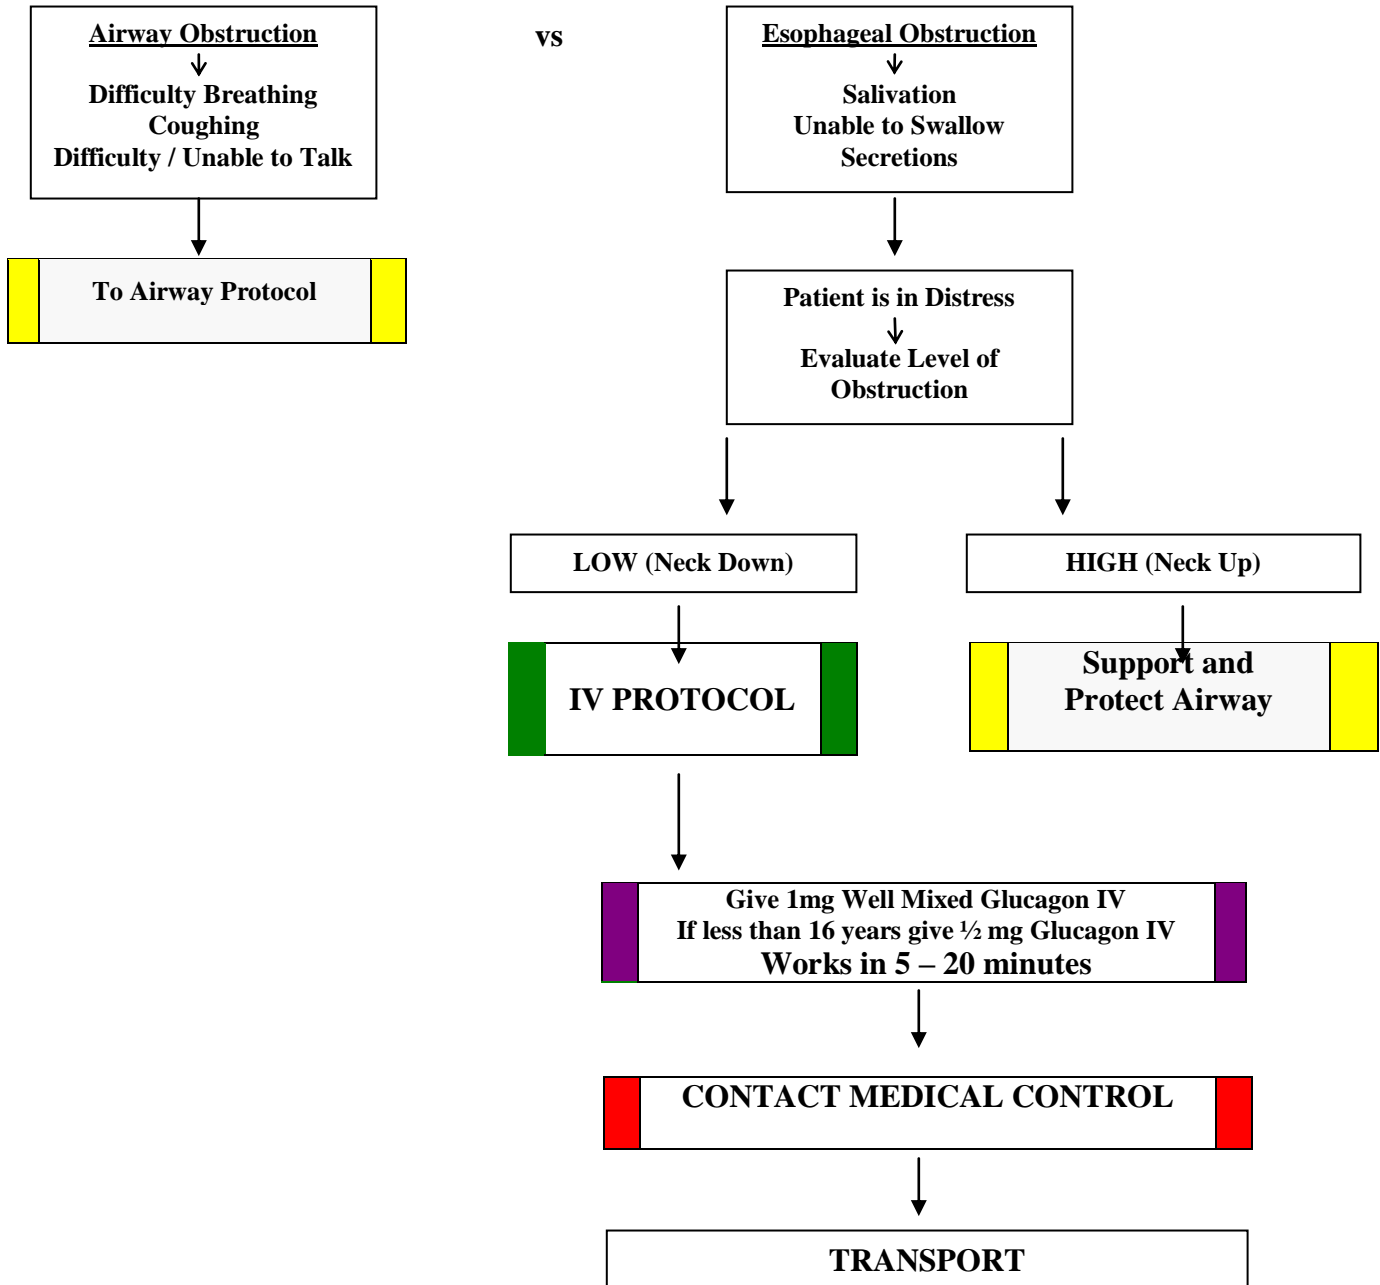 Airway Obstruction
Difficulty Breathing
Coughing
Difficulty / Unable to Talk
To Airway Protocol
vs
Esophageal Obstruction
Salivation
Unable to Swallow
Secretions
Patient is in Distress
Evaluate Level of
Obstruction
LOW (Neck Down)
HIGH (Neck Up)
IV PROTOCOL
Support and
Protect Airway
Give 1mg Well Mixed Glucagon IV
If less than 16 years give ½ mg Glucagon IV
Works in 5 – 20 minutes
CONTACT MEDICAL CONTROL
TRANSPORT